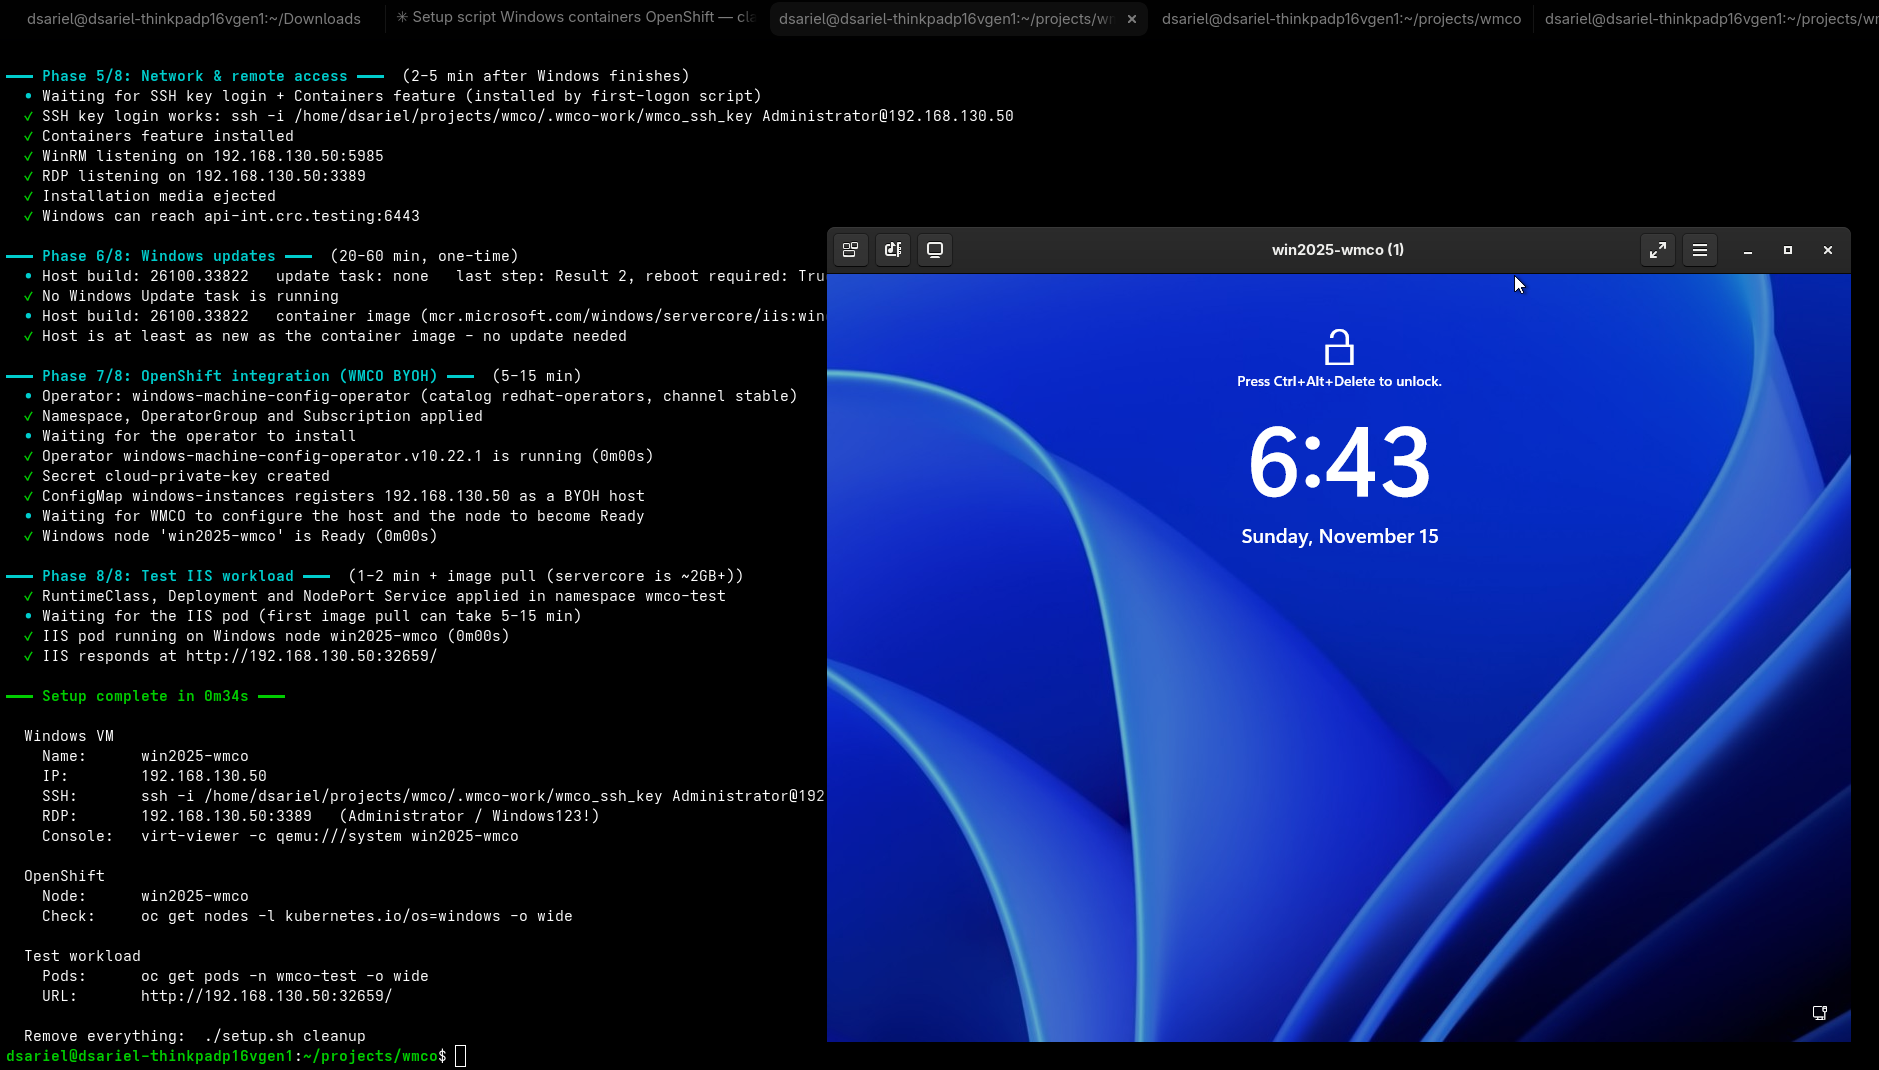 dsariel@dsariel-thinkpadp16vgen1:~/Downloads
✳ Setup script Windows containers OpenShift — cla
dsariel@dsariel-thinkpadp16vgen1:~/projects/wm
dsariel@dsariel-thinkpadp16vgen1:~/projects/wmco
dsariel@dsariel-thinkpadp16vgen1:~/projects/wm
Phase 5/8: Network & remote access (2-5 min after Windows finishes)
• Waiting for SSH key login + Containers feature (installed by first-logon script)
✓ SSH key login works: ssh -i /home/dsariel/projects/wmco/.wmco-work/wmco_ssh_key Administrator@192.168.130.50
✓ Containers feature installed
✓ WinRM listening on 192.168.130.50:5985
✓ RDP listening on 192.168.130.50:3389
✓ Installation media ejected
✓ Windows can reach api-int.crc.testing:6443
Phase 6/8: Windows updates (20-60 min, one-time)
• Host build: 26100.33822 update task: none last step: Result 2, reboot required: Tru
✓ No Windows Update task is running
• Host build: 26100.33822 container image (mcr.microsoft.com/windows/servercore/iis:win
✓ Host is at least as new as the container image - no update needed
Phase 7/8: OpenShift integration (WMCO BYOH) (5-15 min)
• Operator: windows-machine-config-operator (catalog redhat-operators, channel stable)
✓ Namespace, OperatorGroup and Subscription applied
• Waiting for the operator to install
✓ Operator windows-machine-config-operator.v10.22.1 is running (0m00s)
✓ Secret cloud-private-key created
✓ ConfigMap windows-instances registers 192.168.130.50 as a BYOH host
• Waiting for WMCO to configure the host and the node to become Ready
✓ Windows node 'win2025-wmco' is Ready (0m00s)
Phase 8/8: Test IIS workload (1-2 min + image pull (servercore is ~2GB+))
✓ RuntimeClass, Deployment and NodePort Service applied in namespace wmco-test
• Waiting for the IIS pod (first image pull can take 5-15 min)
✓ IIS pod running on Windows node win2025-wmco (0m00s)
✓ IIS responds at http://192.168.130.50:32659/
Setup complete in 0m34s
Windows VM
Name: win2025-wmco
IP: 192.168.130.50
SSH: ssh -i /home/dsariel/projects/wmco/.wmco-work/wmco_ssh_key Administrator@192
RDP: 192.168.130.50:3389 (Administrator / Windows123!)
Console: virt-viewer -c qemu:///system win2025-wmco
OpenShift
Node: win2025-wmco
Check: oc get nodes -l kubernetes.io/os=windows -o wide
Test workload
Pods: oc get pods -n wmco-test -o wide
URL: http://192.168.130.50:32659/
Remove everything: ./setup.sh cleanup
dsariel@dsariel-thinkpadp16vgen1:~/projects/wmco$
win2025-wmco (1)
Press Ctrl+Alt+Delete to unlock.
6:43
Sunday, November 15